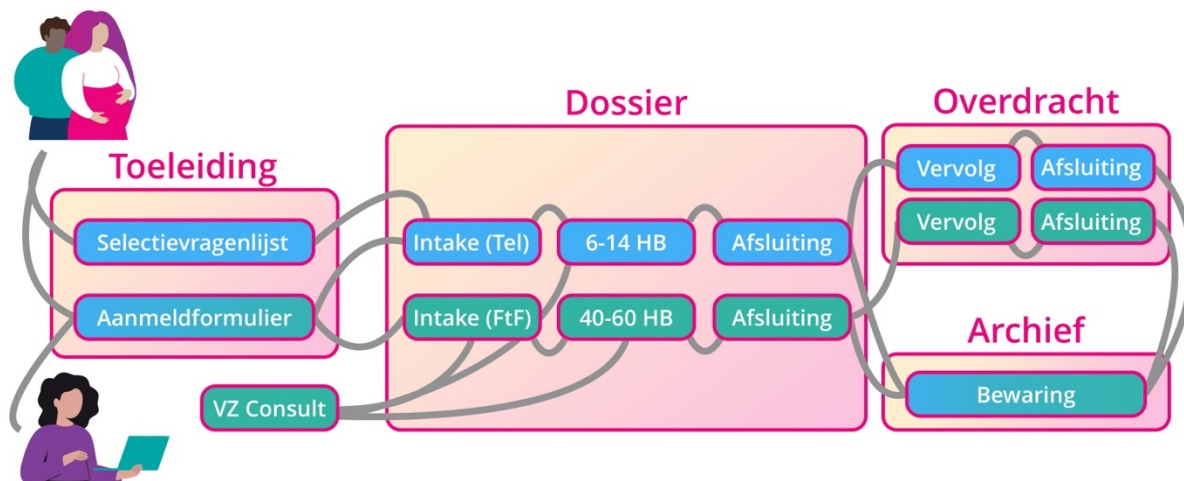 Toeleiding
Selectievragenlijst
Aanmeldformulier
VZ Consult
Dossier
Intake (Tel)
6-14 HB
Afsluiting
Intake (FtF)
40-60 HB
Afsluiting
Overdracht
Vervolg
Afsluiting
Vervolg
Afsluiting
Archief
Bewaring